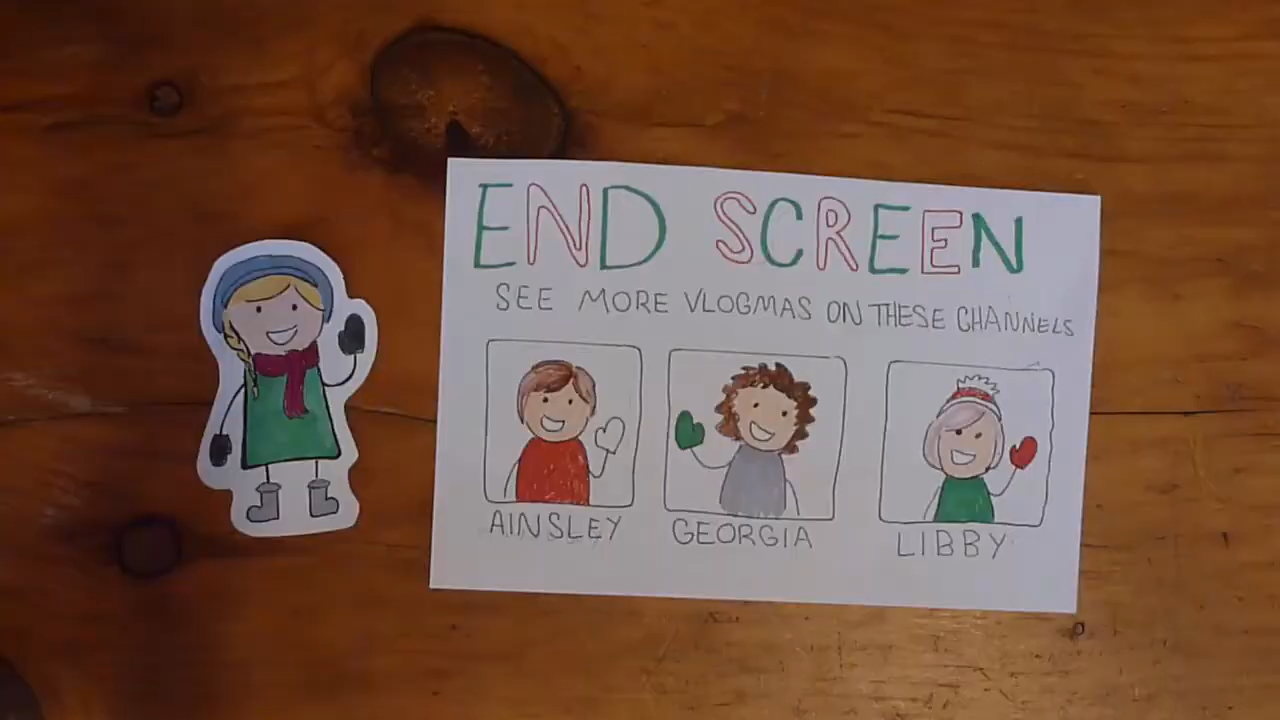 END SCREEN
SEE MORE VLOGMAS ON THESE CHANNELS
AINSLEY GEORGIA LIBBY